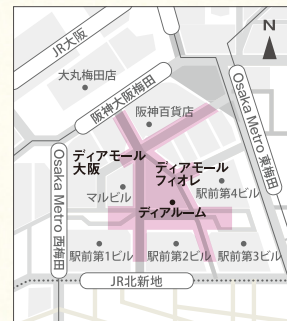 JR大阪
N
大丸梅田店
阪神大阪梅田
阪神百貨店
Osaka Metro 東梅田
ディアモール
大阪
ディアモール
フィオレ
Osaka Metro 西梅田
マルビル
駅前第4ビル
ディアルーム
駅前第1ビル
駅前第2ビル
駅前第3ビル
JR北新地